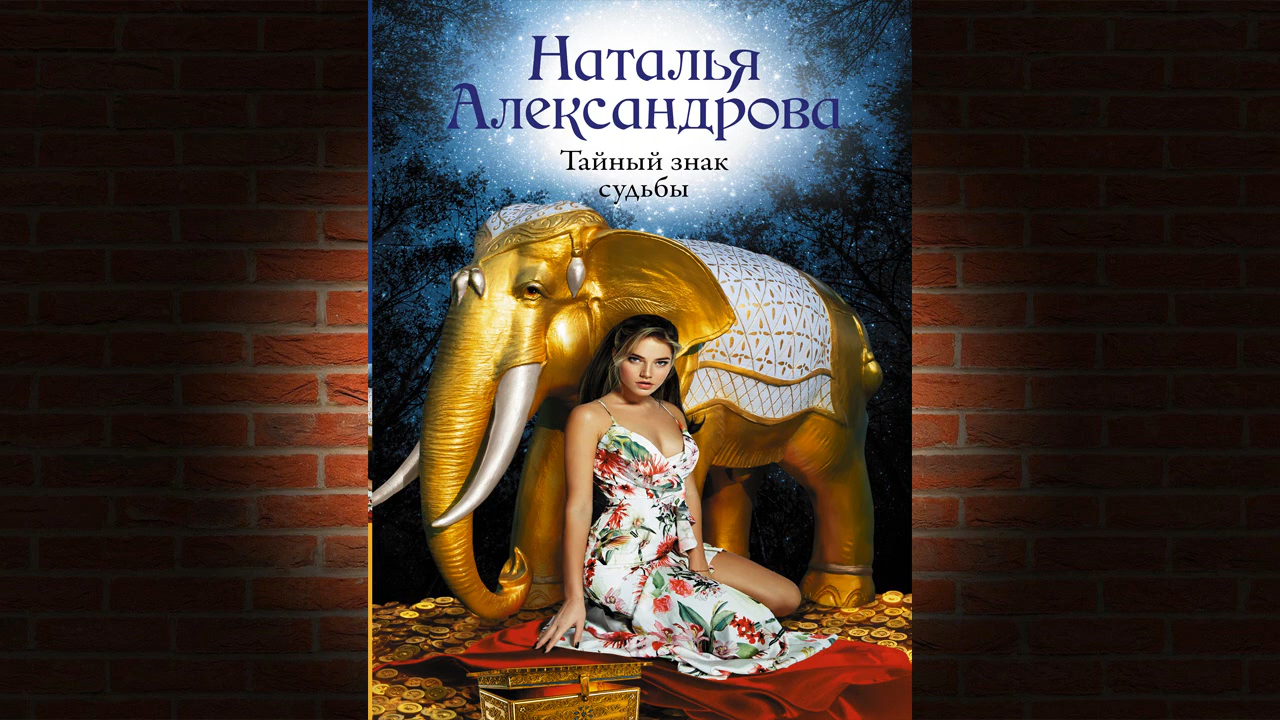 Наталья
Александрова
Тайный знак
судьбы